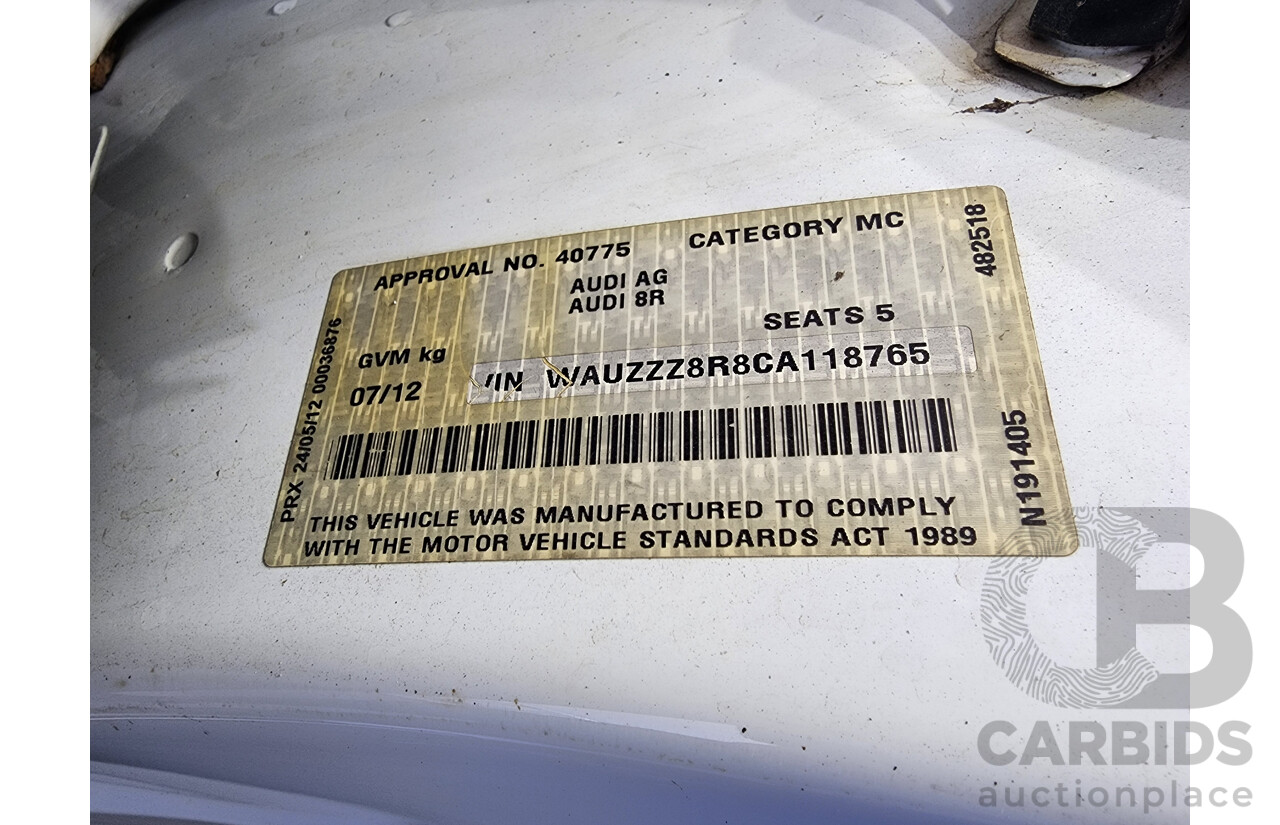 APPROVAL NO. 40775
CATEGORY MC
482518
AUDI AG
AUDI 8R
SEATS 5
PRX 24/05/12 00036876
GVM kg
07/12
VIN WAUZZZ8R8CA118765
N191405
THIS VEHICLE WAS MANUFACTURED TO COMPLY
WITH THE MOTOR VEHICLE STANDARDS ACT 1989
CB
CARBIDS
auctionplace